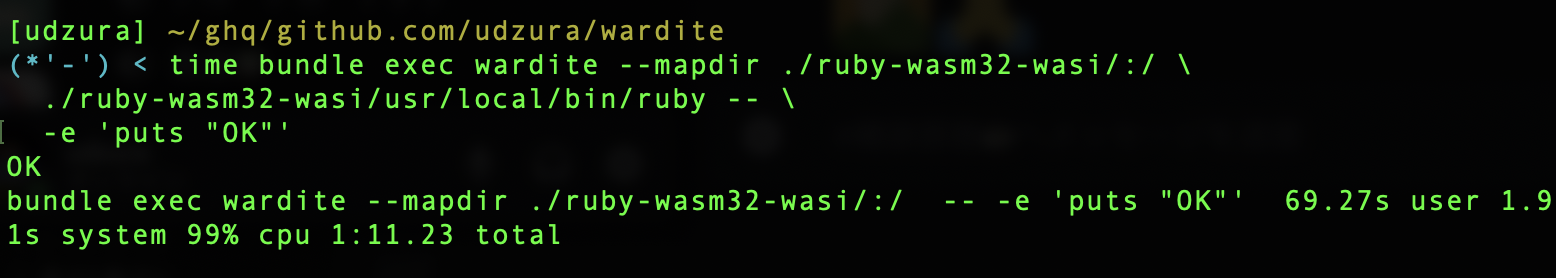 [udzura] ~/ghq/github.com/udzura/wardite
(*'-') < time bundle exec wardite --mapdir ./ruby-wasm32-wasi/:/ \
./ruby-wasm32-wasi/usr/local/bin/ruby -- \
-e 'puts "OK"'
OK
bundle exec wardite --mapdir ./ruby-wasm32-wasi/:/  -- -e 'puts "OK"'  69.27s user 1.9
1s system 99% cpu 1:11.23 total